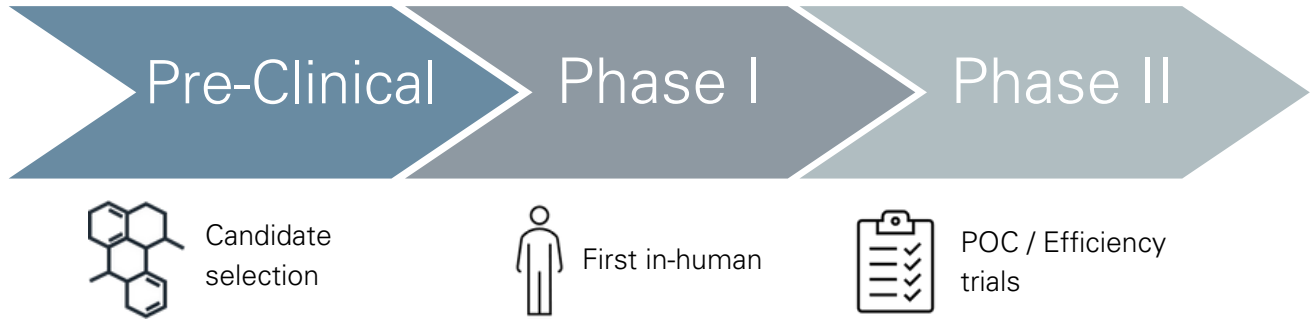 Pre-Clinical
Phase I
Phase II
Candidate
selection
First in-human
POC / Efficiency
trials